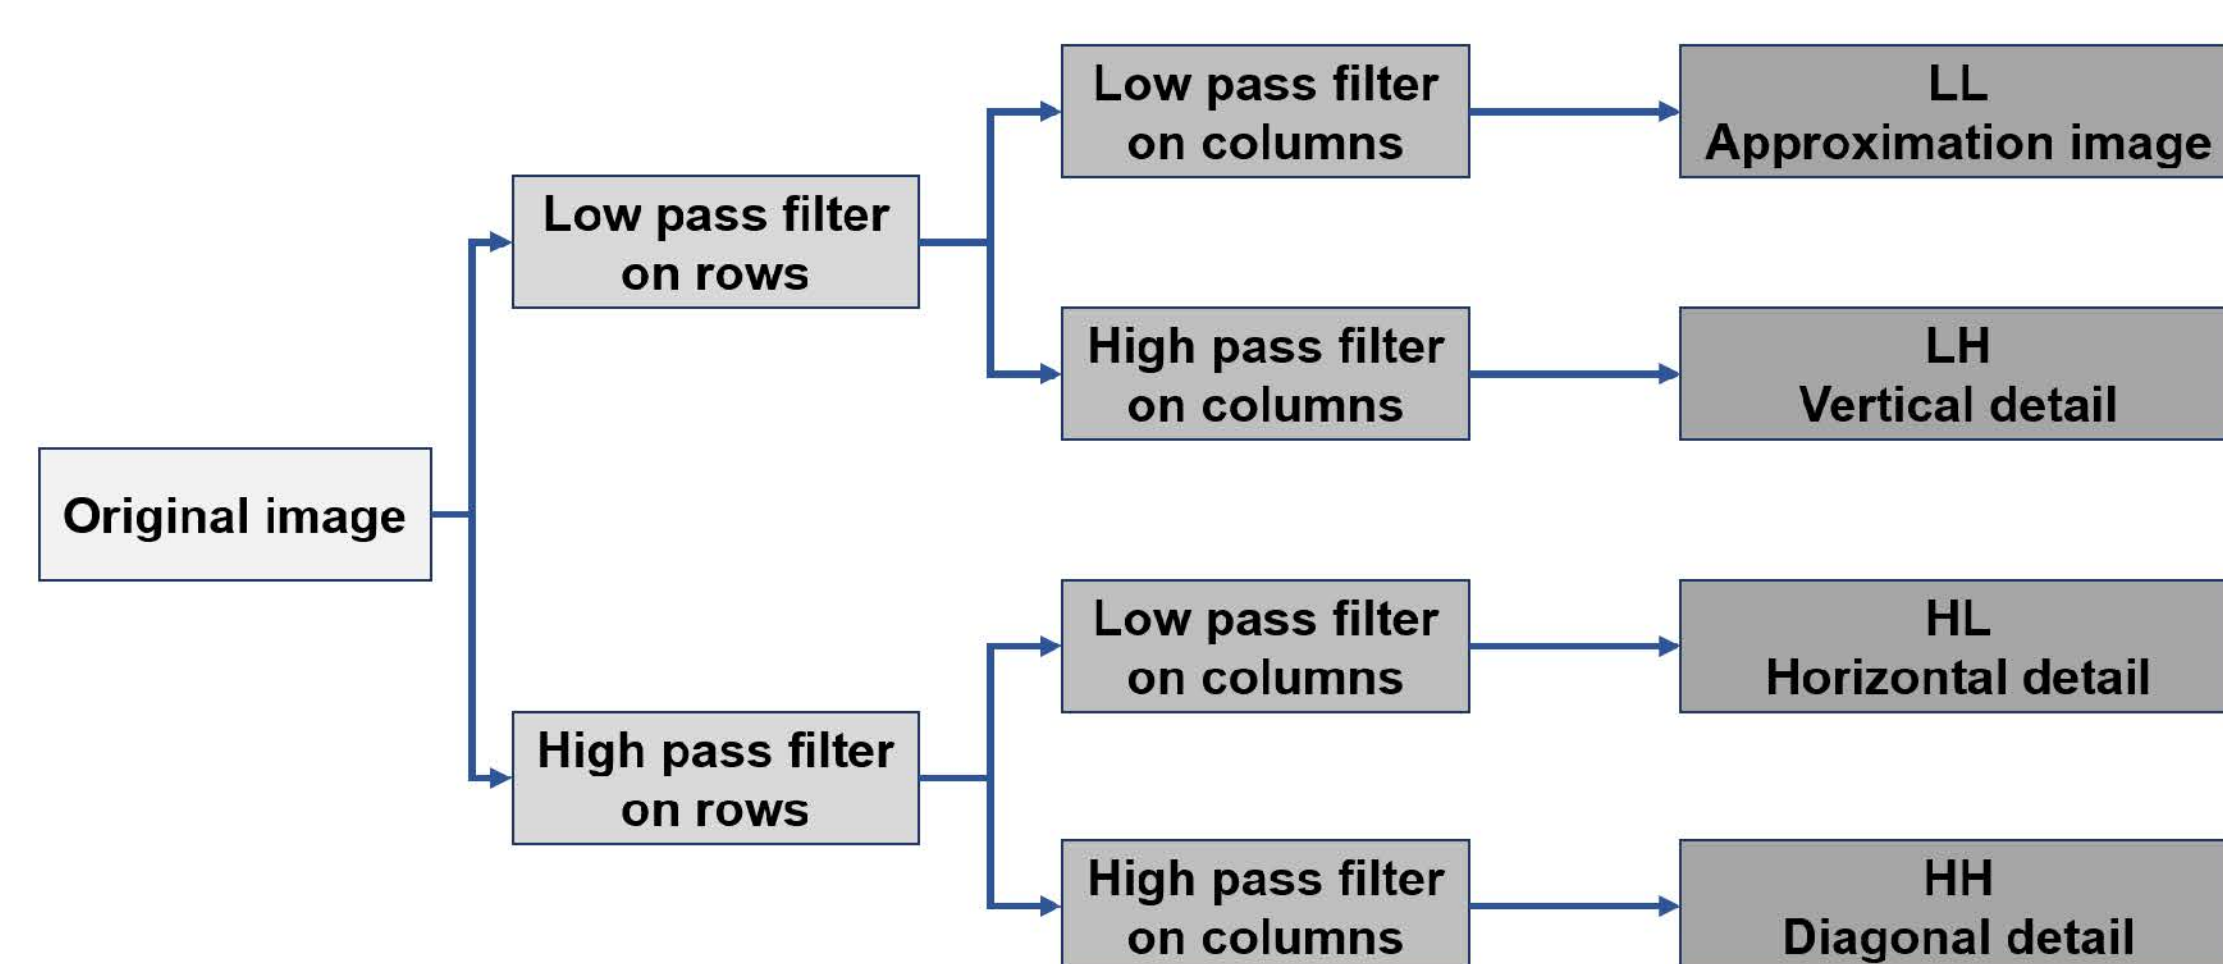 Low pass filter
on columns
LL
Approximation image
Low pass filter
on rows
High pass filter
on columns
LH
Vertical detail
Original image
Low pass filter
on columns
HL
Horizontal detail
High pass filter
on rows
High pass filter
on columns
HH
Diagonal detail